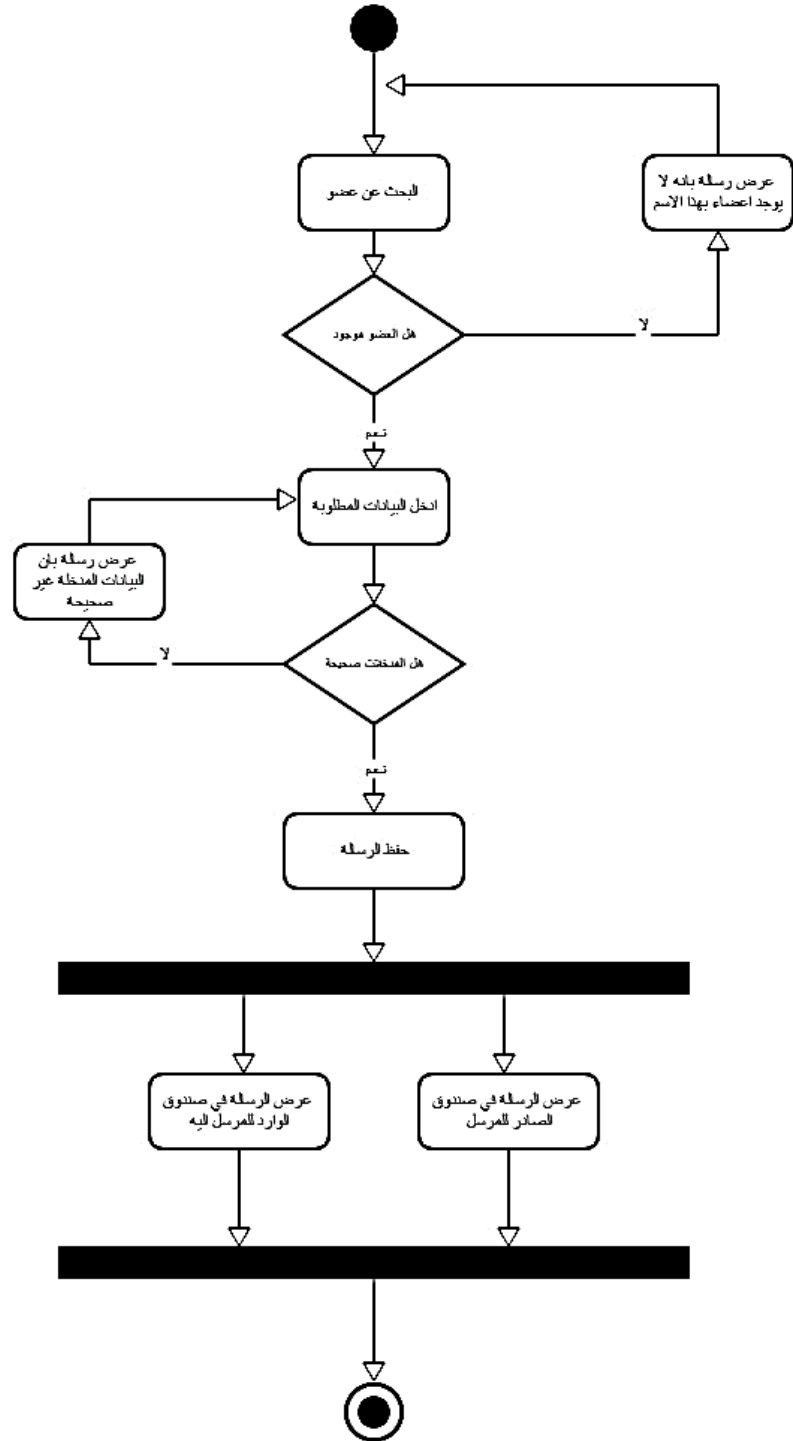 البحث عن عضو
عرض رسالة بانه لا
يوجد اعضاء بهذا الاسم
هل العضو موجود
لا
نعم
ادخل البيانات المطلوبة
عرض رسالة بان
البيانات المدخلة غير
صحيحة
هل المدخلات صحيحة
لا
نعم
حفظ الرسالة
عرض الرسالة في صندوق
الصادر للمرسل
عرض الرسالة في صندوق
الوارد للمرسل اليه